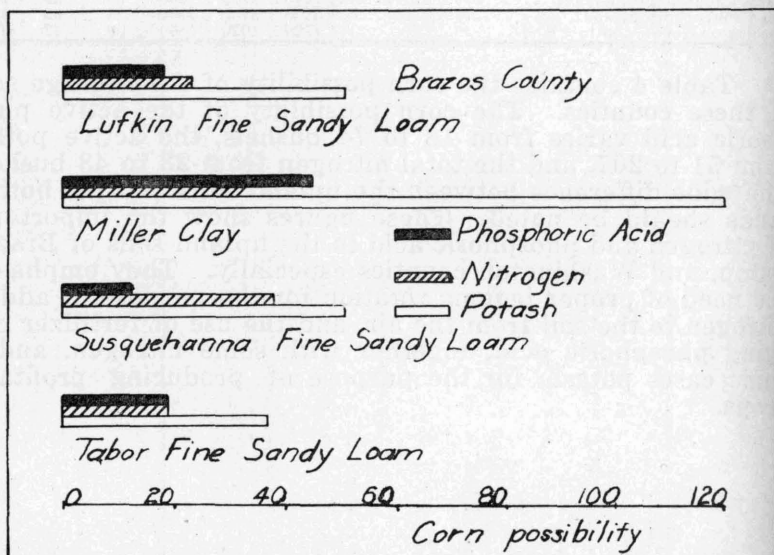 Brazos County
Lufkin Fine Sandy Loam
Miller Clay
Phosphoric Acid
Nitrogen
Potash
Susquehanna Fine Sandy Loam
Tabor Fine Sandy Loam
0 20 40 60 80 100 120
Corn possibility